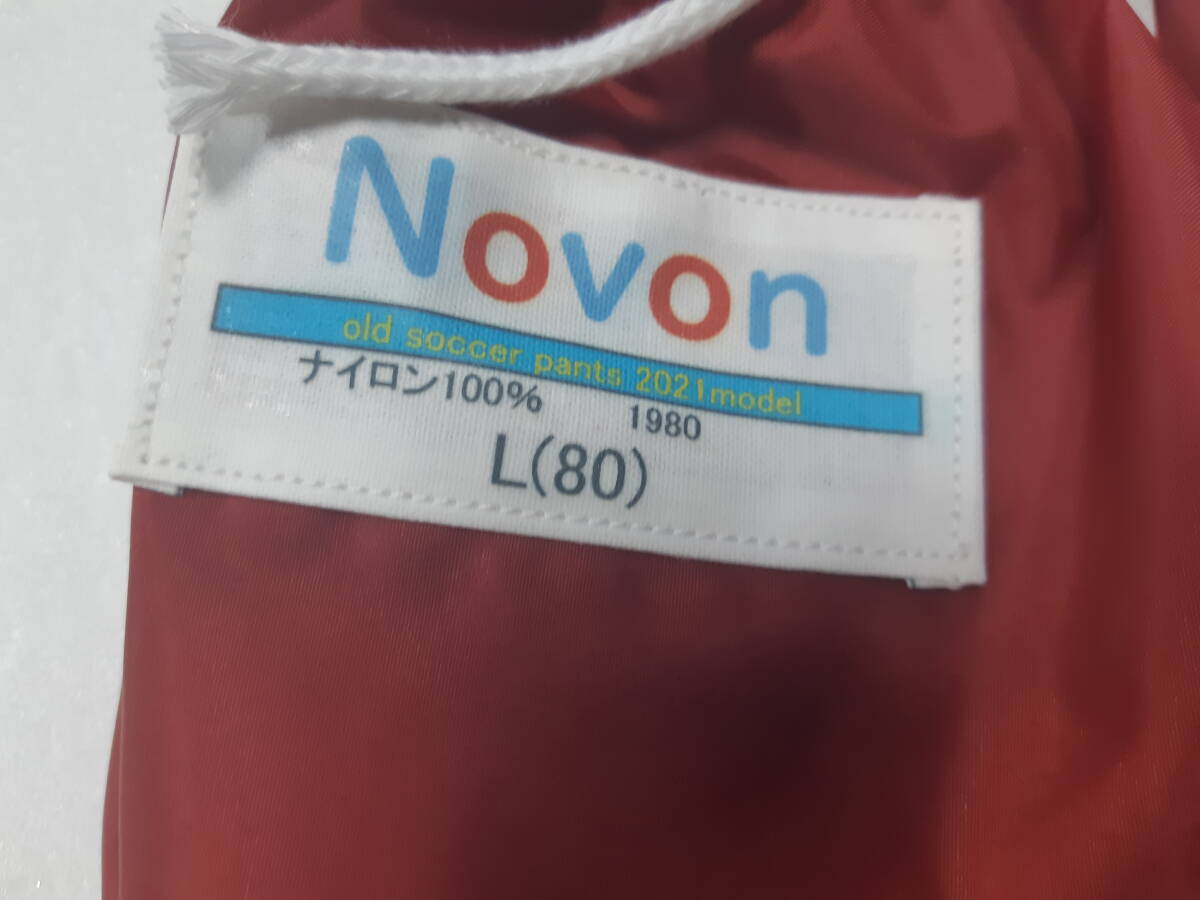 Novon
old soccer pants 2021model
ナイロン100% 1980
L(80)